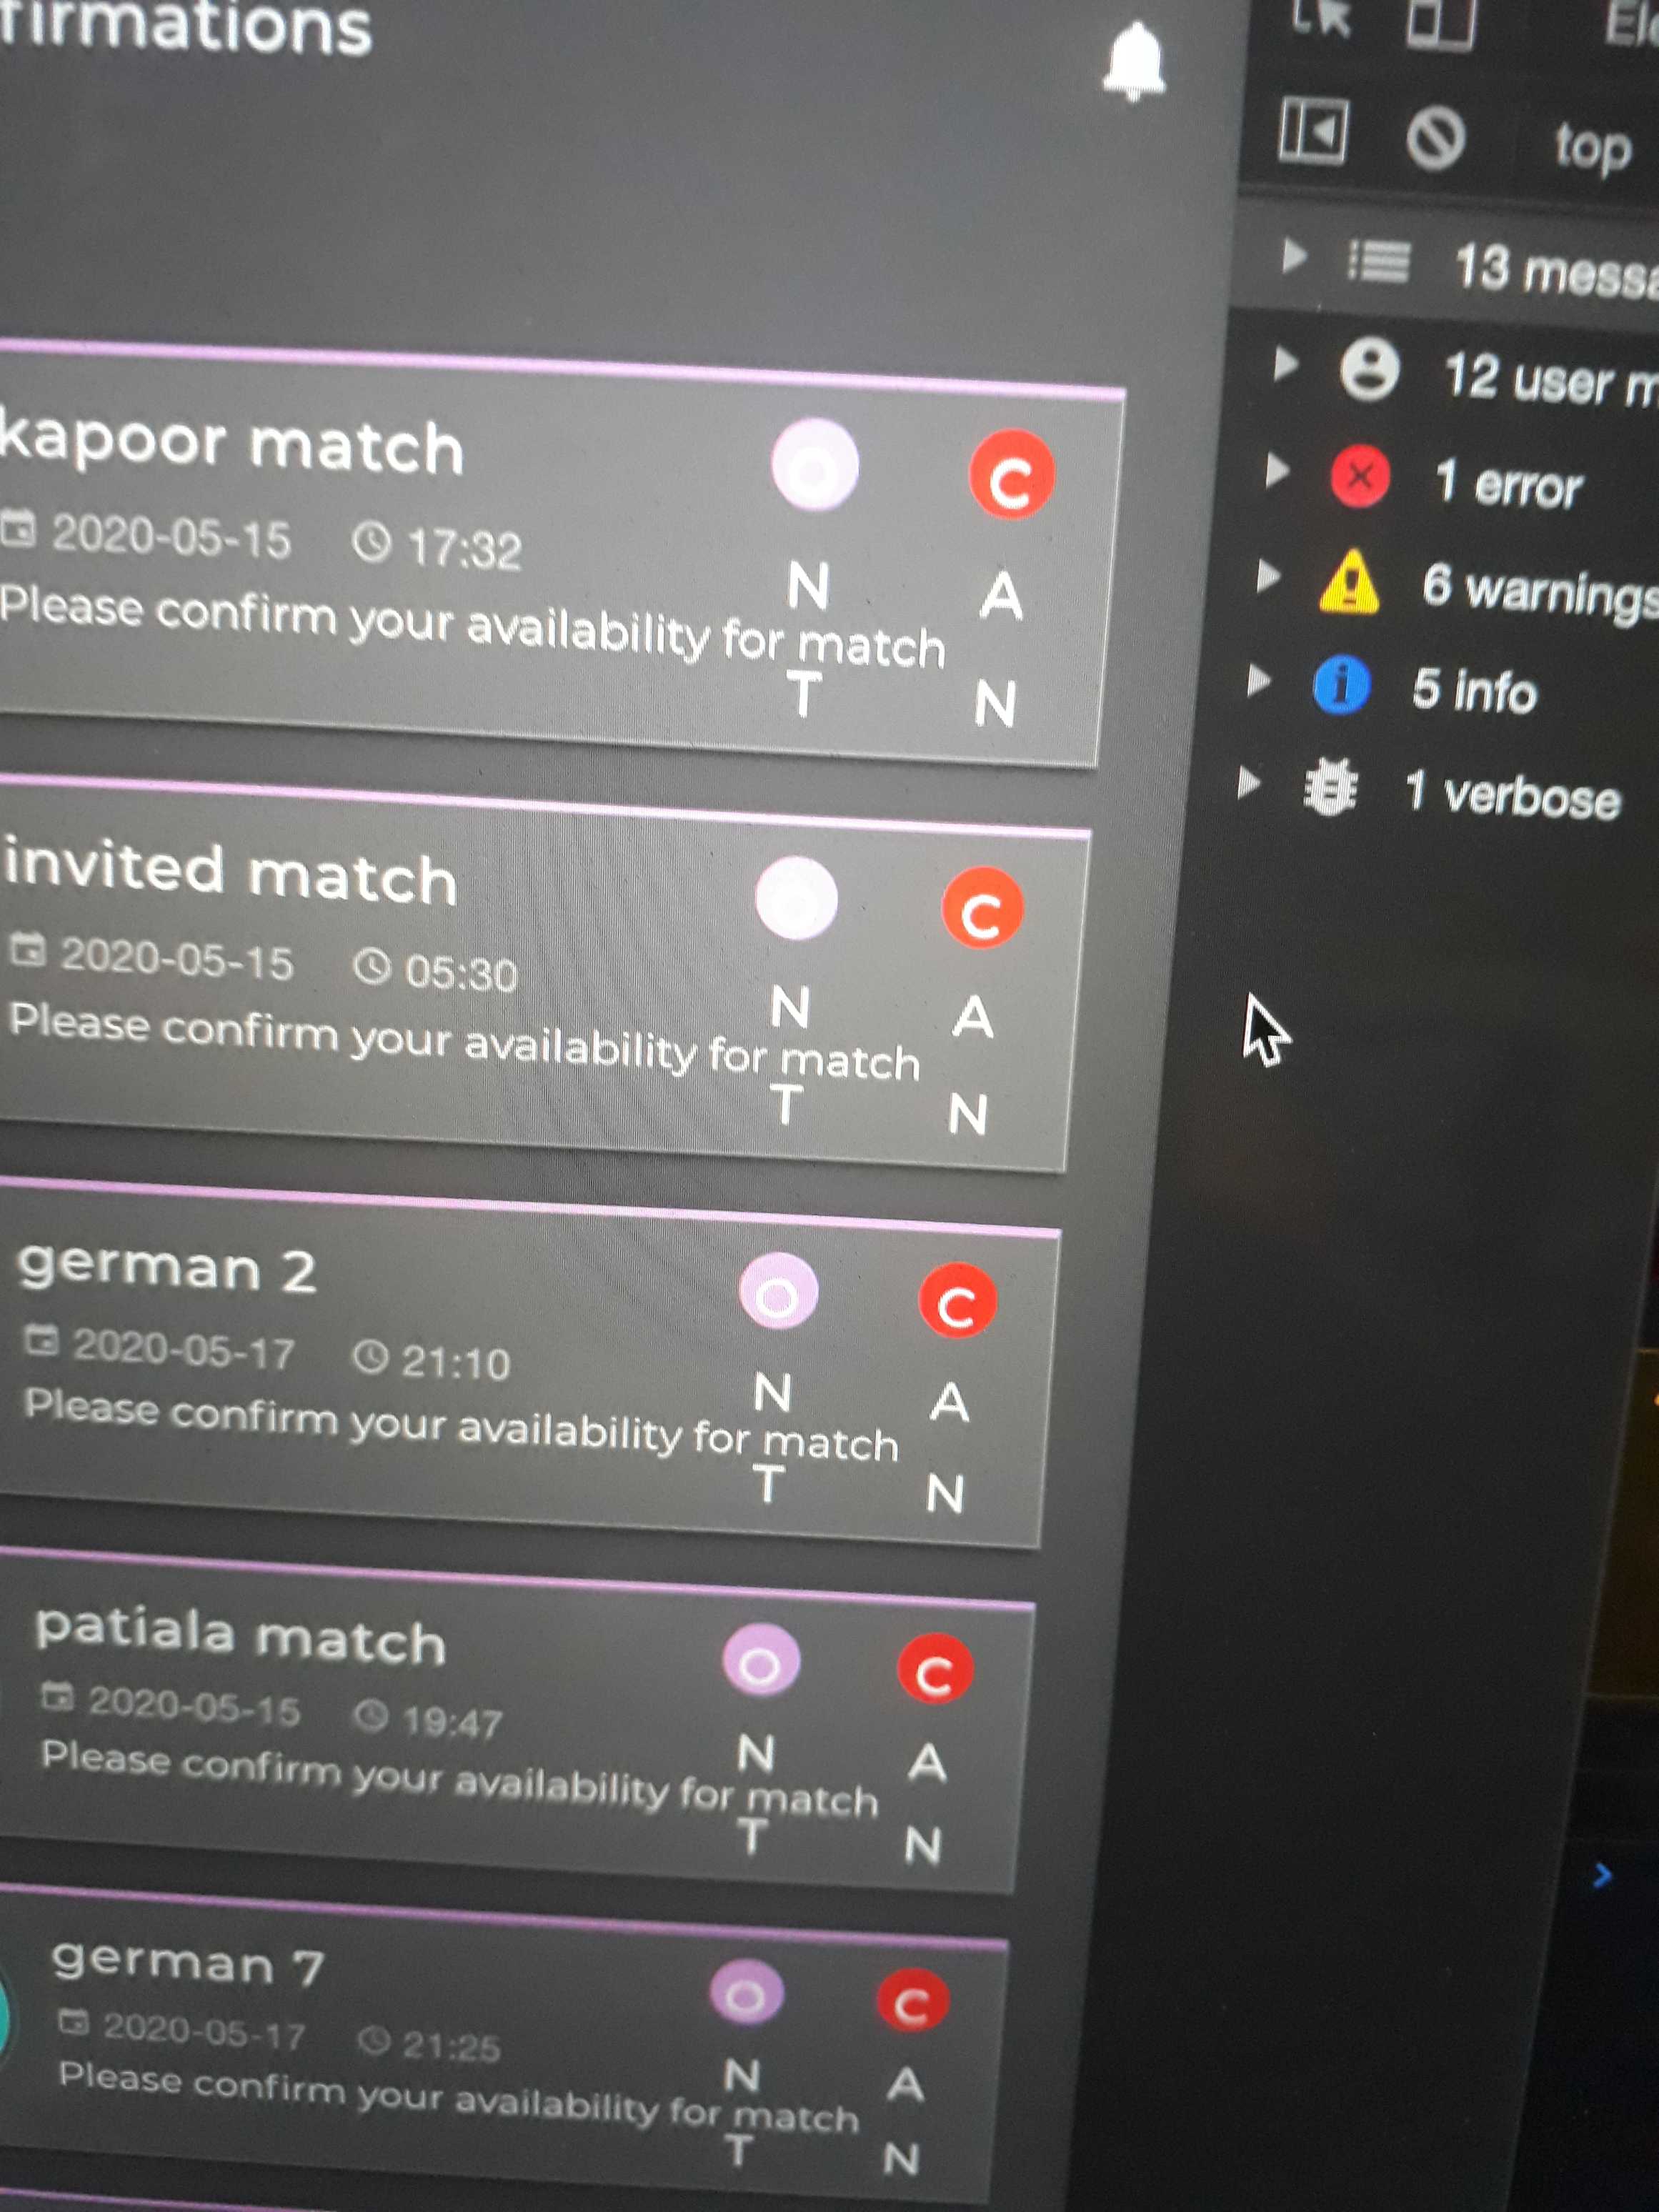 firmations
kapoor match
O
C
2020-05-15
17:32
N
A
Please confirm your availability for match
T
N
invited match
O
C
2020-05-15
05:30
N
A
Please confirm your availability for match
T
N
german 2
O
C
2020-05-17
21:10
N
A
Please confirm your availability for match
T
N
patiala match
O
C
2020-05-15
19:47
N
A
Please confirm your availability for match
T
N
german 7
O
C
2020-05-17
21:25
N
A
Please confirm your availability for match
T
N
top
13 messa
12 user m
1 error
6 warnings
5 info
1 verbose